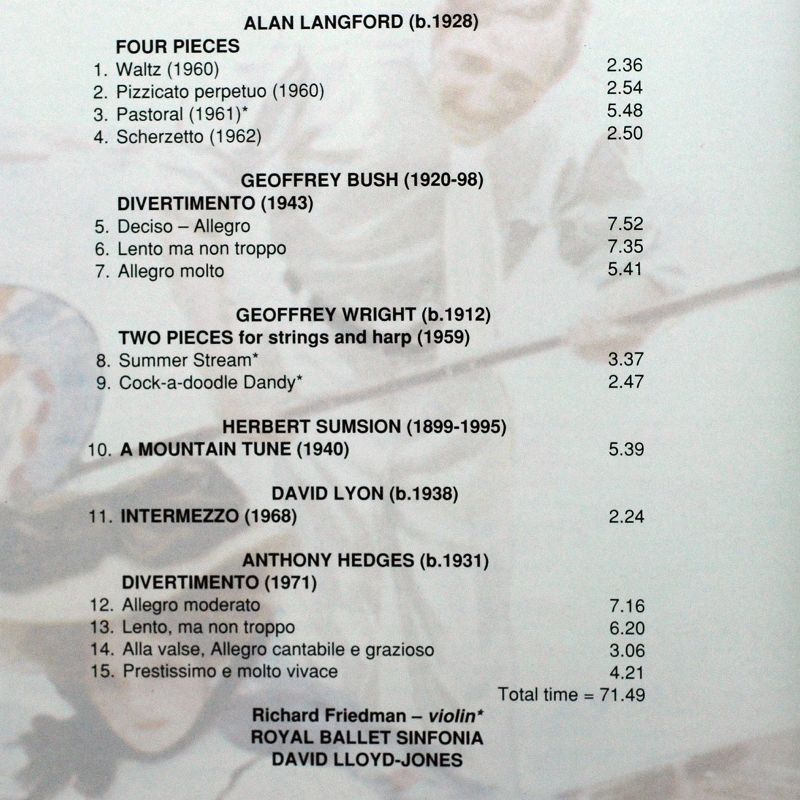 ALAN LANGFORD (b.1928)
FOUR PIECES
1. Waltz (1960) 2.36
2. Pizzicato perpetuo (1960) 2.54
3. Pastoral (1961)* 5.48
4. Scherzetto (1962) 2.50
GEOFFREY BUSH (1920-98)
DIVERTIMENTO (1943)
5. Deciso – Allegro 7.52
6. Lento ma non troppo 7.35
7. Allegro molto 5.41
GEOFFREY WRIGHT (b.1912)
TWO PIECES for strings and harp (1959)
8. Summer Stream* 3.37
9. Cock-a-doodle Dandy* 2.47
HERBERT SUMSION (1899-1995)
10. A MOUNTAIN TUNE (1940) 5.39
DAVID LYON (b.1938)
11. INTERMEZZO (1968) 2.24
ANTHONY HEDGES (b.1931)
DIVERTIMENTO (1971)
12. Allegro moderato 7.16
13. Lento, ma non troppo 6.20
14. Alla valse, Allegro cantabile e grazioso 3.06
15. Prestissimo e molto vivace 4.21
Total time = 71.49
Richard Friedman – violin*
ROYAL BALLET SINFONIA
DAVID LLOYD-JONES